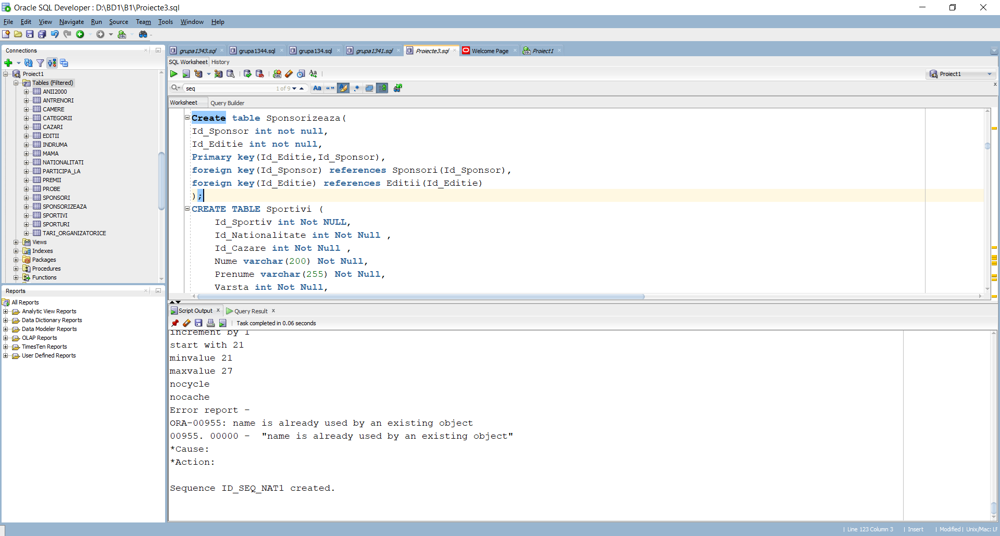 Oracle SQL Developer : D:\BD1\B1\Proiecte3.sql
File Edit View Navigate Run Source Team Tools Window Help
Connections
Proiect1
Tables (Filtered)
ANII2000
ANTRENORI
CAMERE
CATEGORII
CAZARI
EDITII
INDRUMA
MAMA
NATIONALITATI
PARTICIPA_LA
PREMII
PROBE
SPONSORI
SPONSORIZEAZA
SPORTIVI
SPORTURI
TARI_ORGANIZATORICE
Views
Indexes
Packages
Procedures
Functions
Reports
All Reports
Analytic View Reports
Data Dictionary Reports
Data Modeler Reports
OLAP Reports
TimesTen Reports
User Defined Reports
grupa1343.sql grupa1344.sql grupa134.sql grupa1341.sql Proiecte3.sql Welcome Page Proiect1
SQL Worksheet History
Proiect1
seq 1 of 9
Worksheet Query Builder
Create table Sponsorizeaza(
Id_Sponsor int not null,
Id_Editie int not null,
Primary key(Id_Editie,Id_Sponsor),
foreign key(Id_Sponsor) references Sponsori(Id_Sponsor),
foreign key(Id_Editie) references Editii(Id_Editie)
);
CREATE TABLE Sportivi (
Id_Sportiv int Not NULL,
Id_Nationalitate int Not Null ,
Id_Cazare int Not Null ,
Nume varchar(200) Not Null,
Prenume varchar(255) Not Null,
Varsta int Not Null,
Script Output Query Result
Task completed in 0.06 seconds
increment by 1
start with 21
minvalue 21
maxvalue 27
nocycle
nocache
Error report -
ORA-00955: name is already used by an existing object
00955. 00000 - "name is already used by an existing object"
*Cause:
*Action:
Sequence ID_SEQ_NAT1 created.
Line 123 Column 3 Insert Modified Unix/Mac: LF